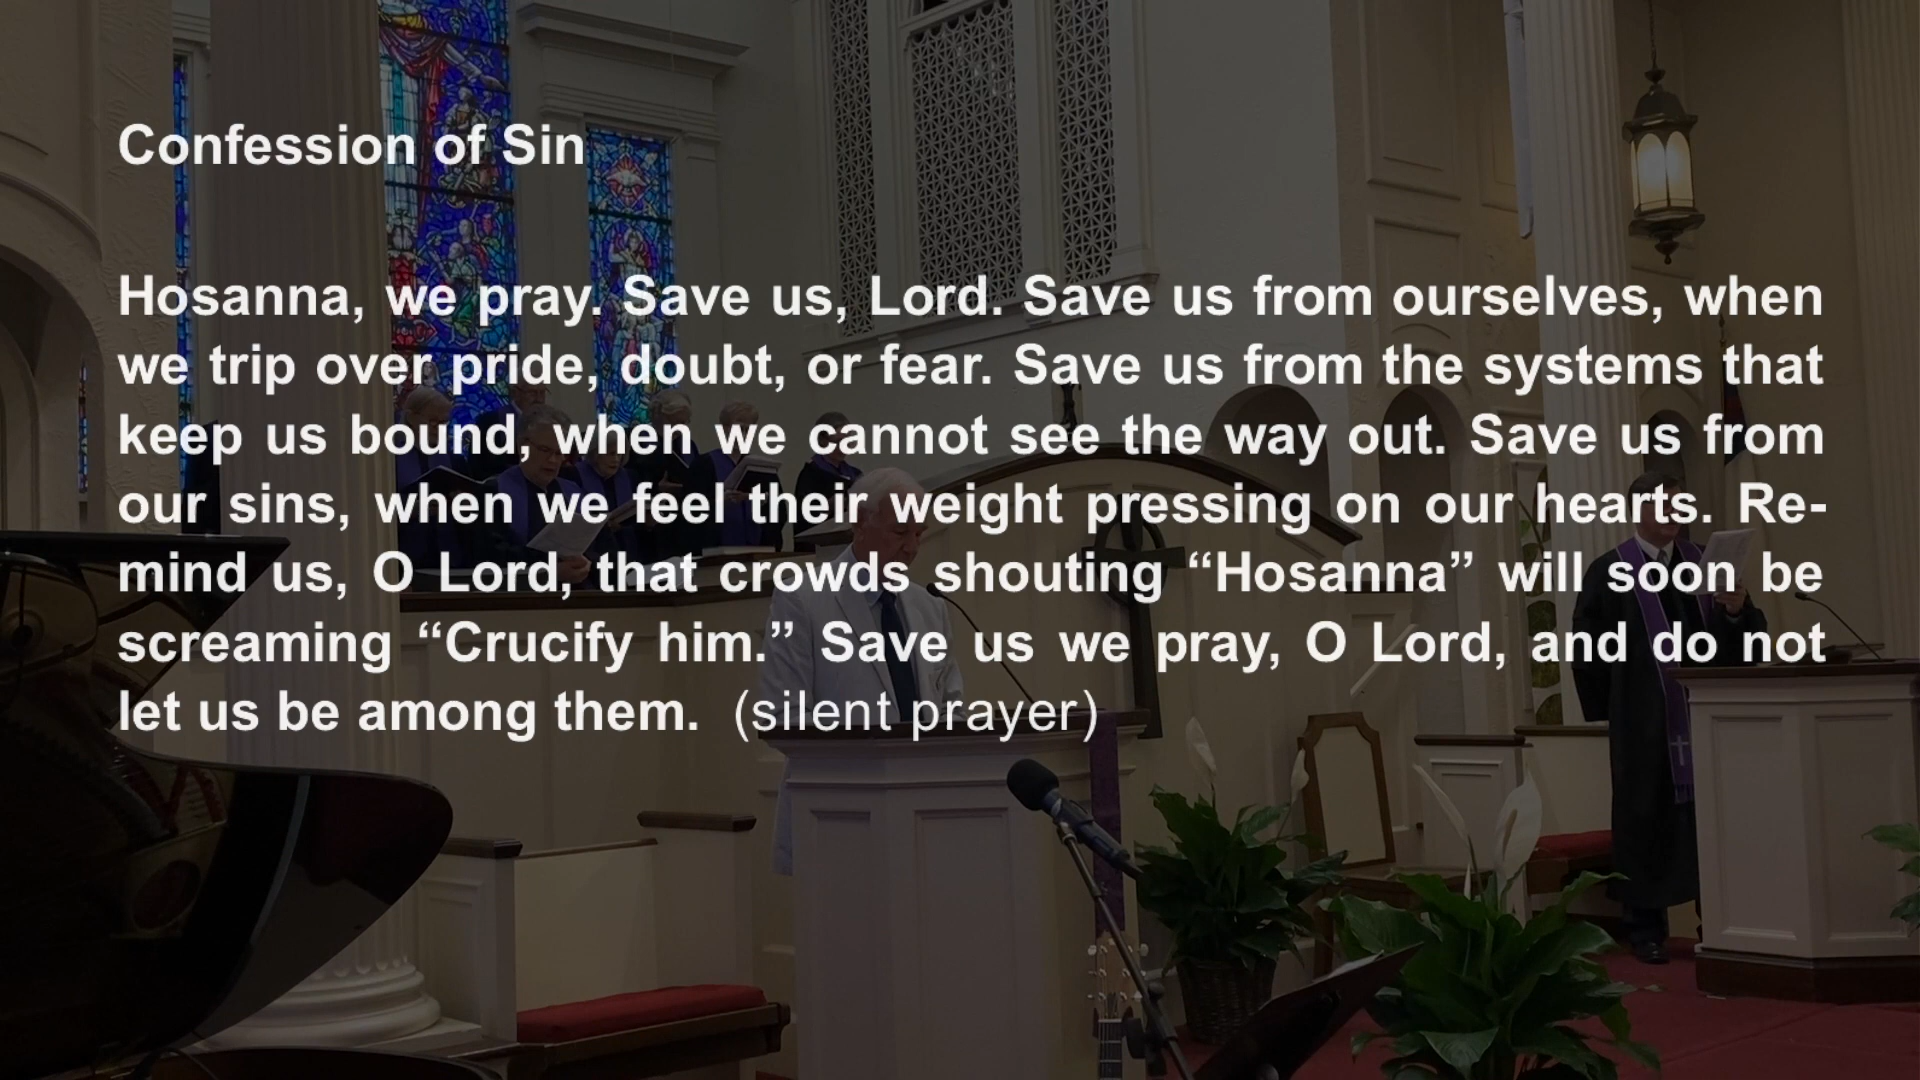 Confession of Sin
Hosanna, we pray. Save us, Lord. Save us from ourselves, when
we trip over pride, doubt, or fear. Save us from the systems that
keep us bound, when we cannot see the way out. Save us from
our sins, when we feel their weight pressing on our hearts. Re-
mind us, O Lord, that crowds shouting “Hosanna” will soon be
screaming “Crucify him.” Save us we pray, O Lord, and do not
let us be among them.  (silent prayer)